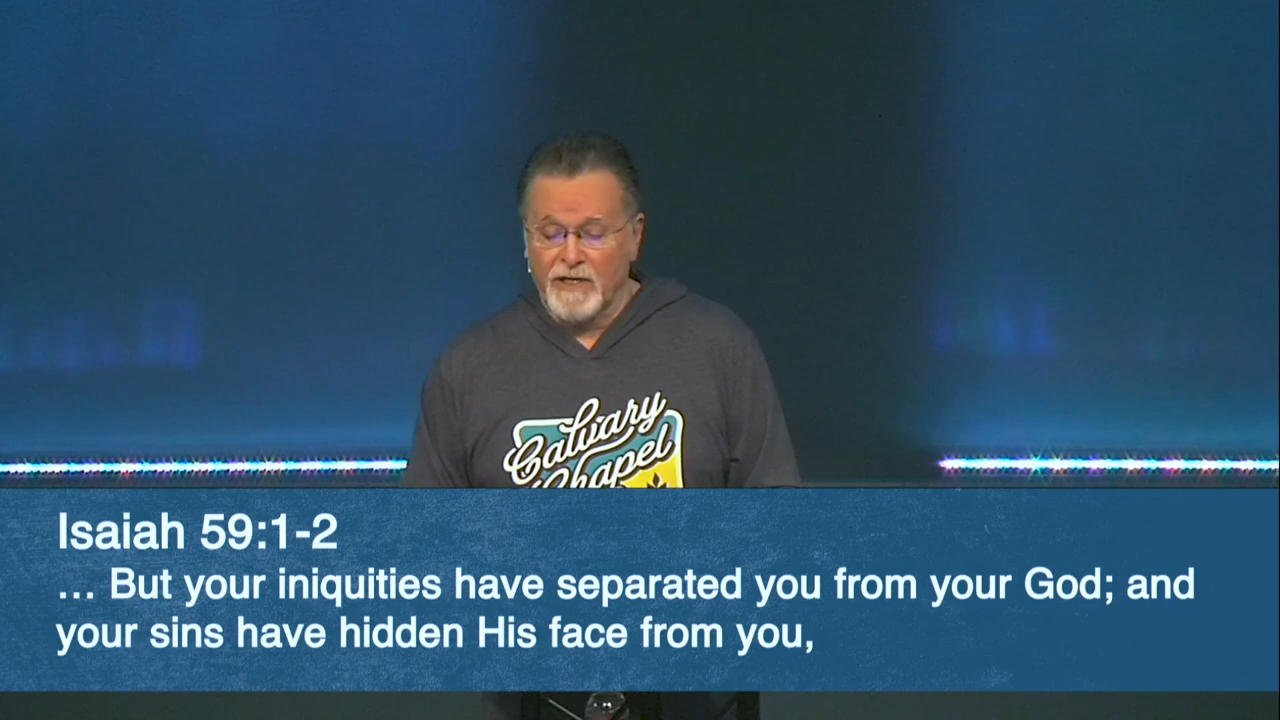 Calvary
Chapel
Isaiah 59:1-2
... But your iniquities have separated you from your God; and
your sins have hidden His face from you,